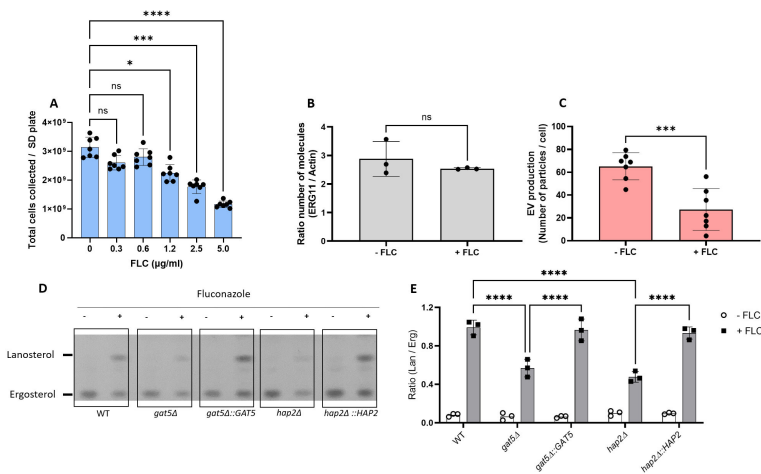 A
Total cells collected / SD plate
4×10⁹
3×10⁹
2×10⁹
1×10⁹
0
****
***
*
ns
ns
0 0.3 0.6 1.2 2.5 5.0
FLC (µg/ml)
B
Ratio number of molecules
(ERG11 / Actin)
4
3
2
1
0
ns
- FLC + FLC
C
EV production
(Number of particles / cell)
100
80
60
40
20
0
***
- FLC + FLC
D
Fluconazole
- + - + - + - + - +
Lanosterol
Ergosterol
WT gat5Δ gat5Δ::GAT5 hap2Δ hap2Δ ::HAP2
E
Ratio (Lan / Erg)
1.2
0.8
0.4
0.0
****
**** **** ****
- FLC
+ FLC
WT
gat5Δ
gat5Δ::GAT5
hap2Δ
hap2Δ::HAP2